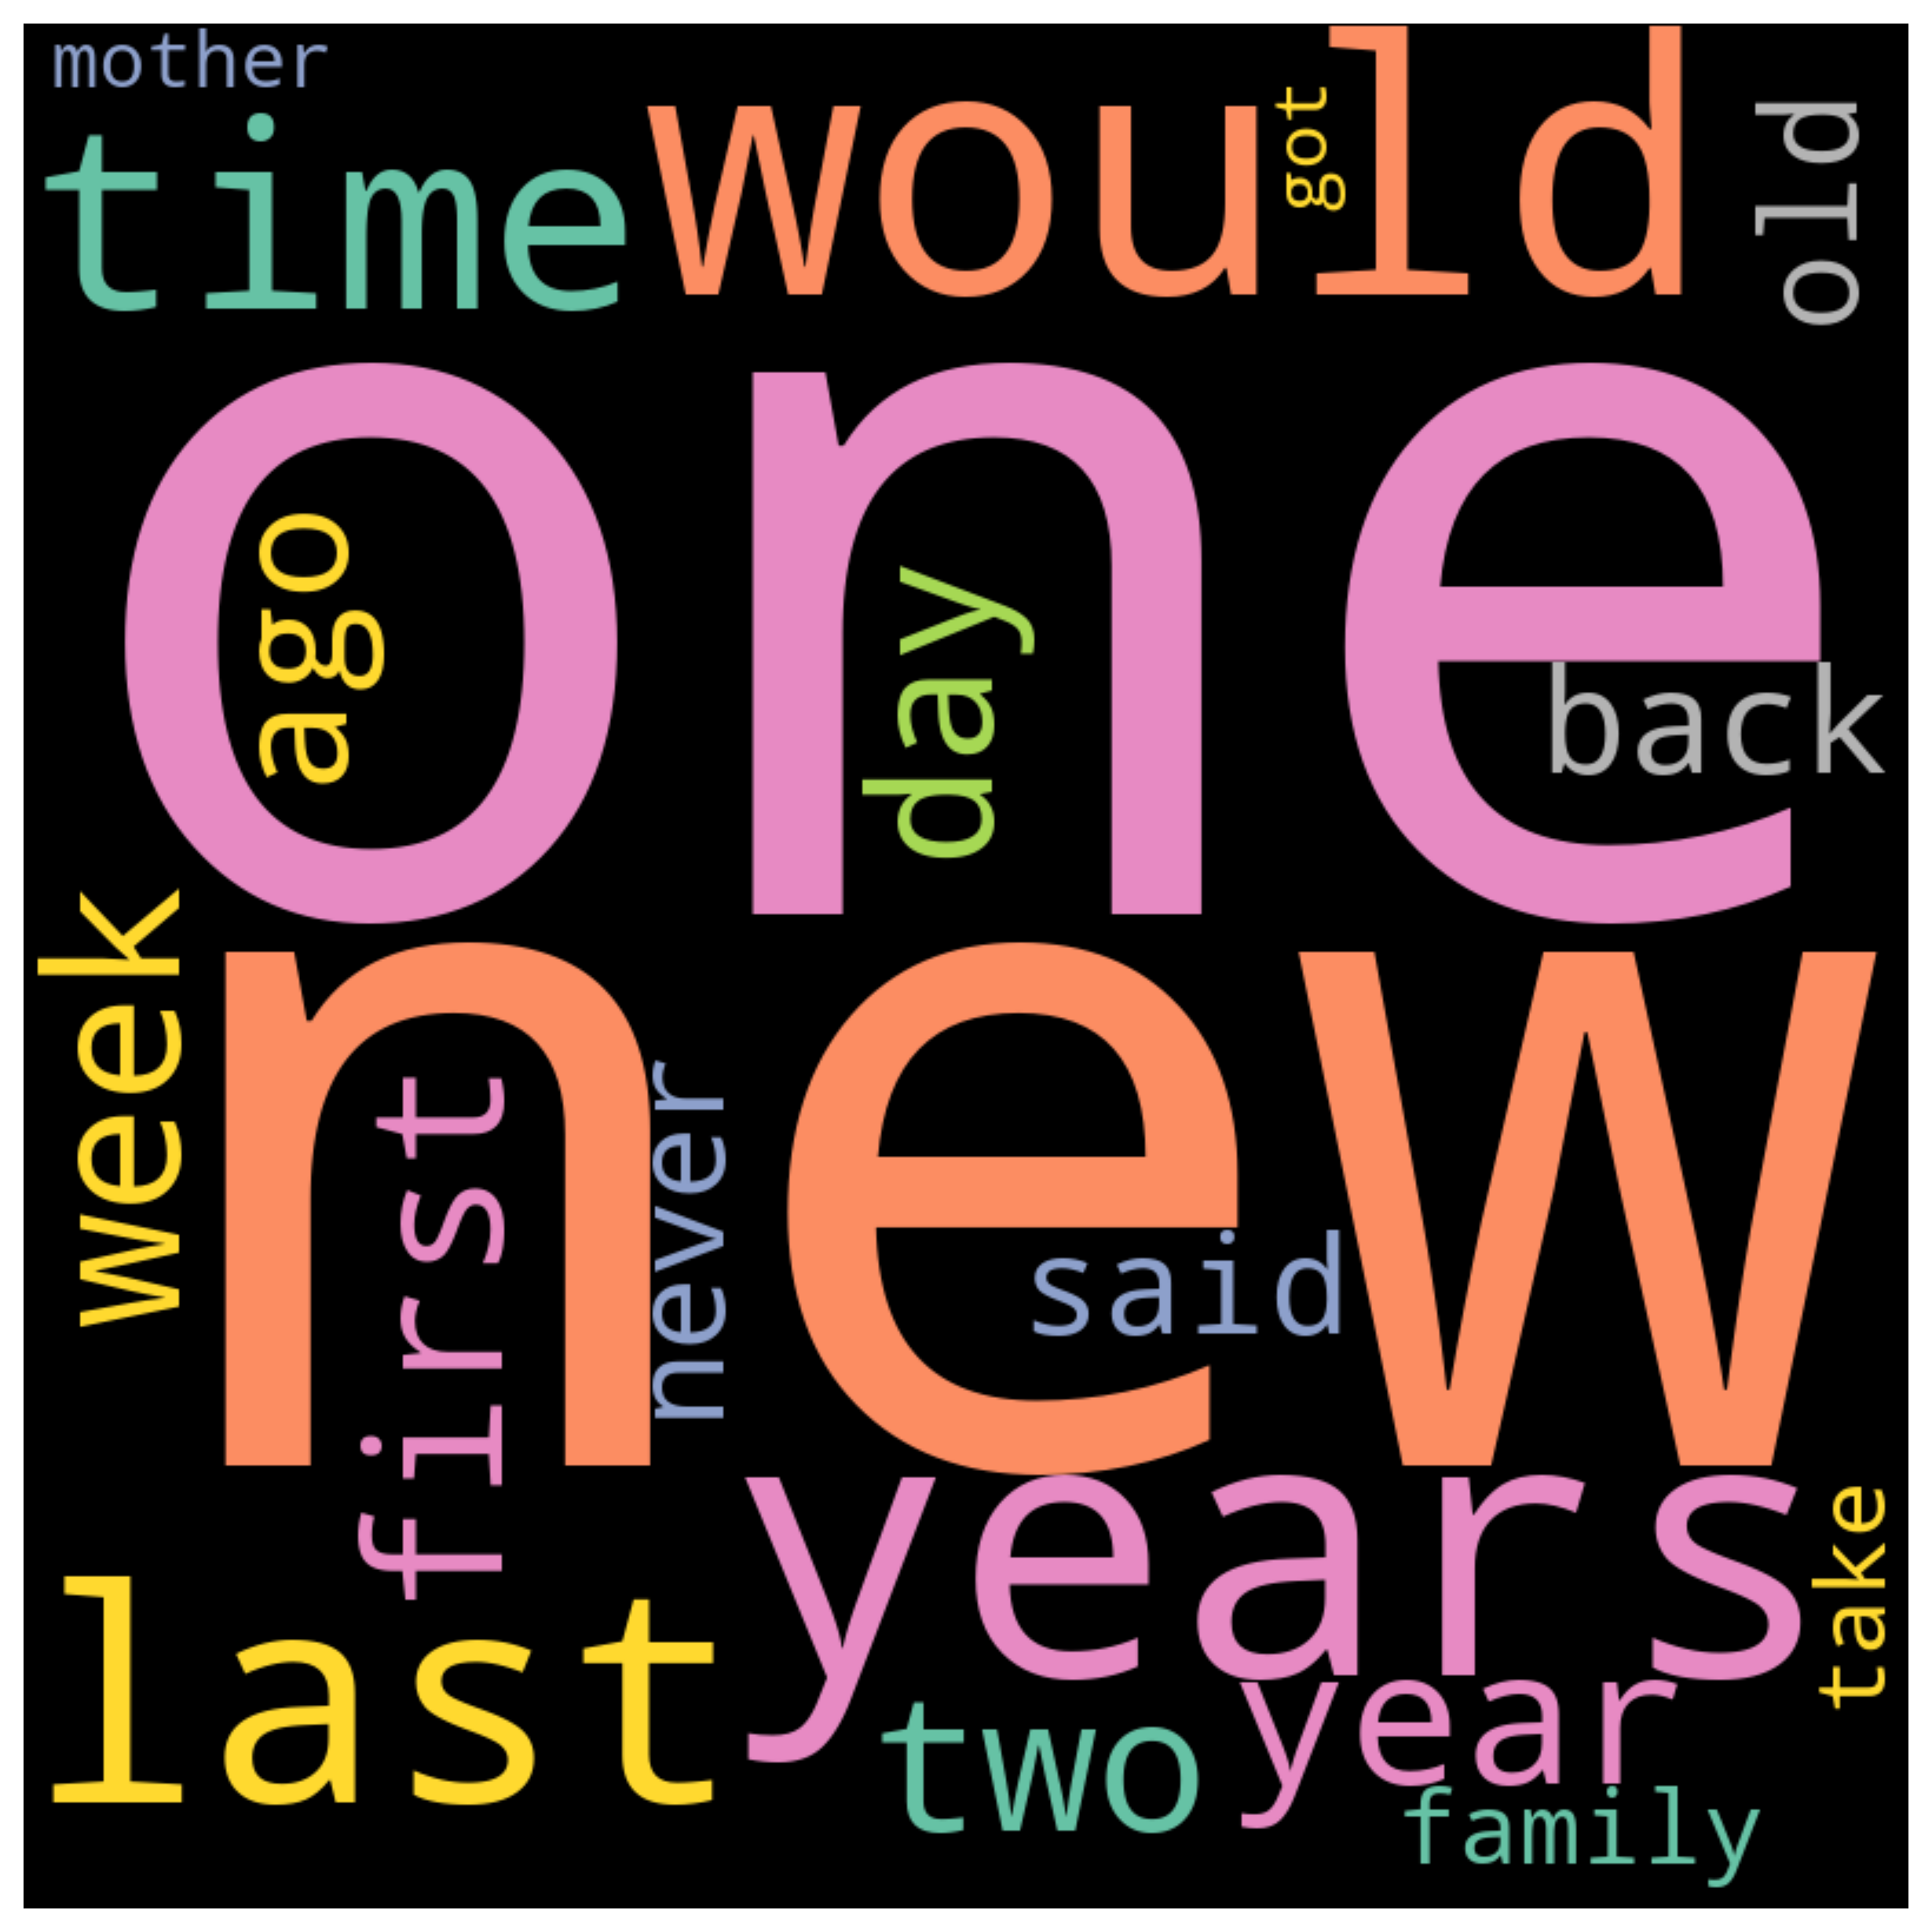 mother
time
would
got
old
one
ago
day
back
week
new
first
never
said
years
take
last
two
year
family